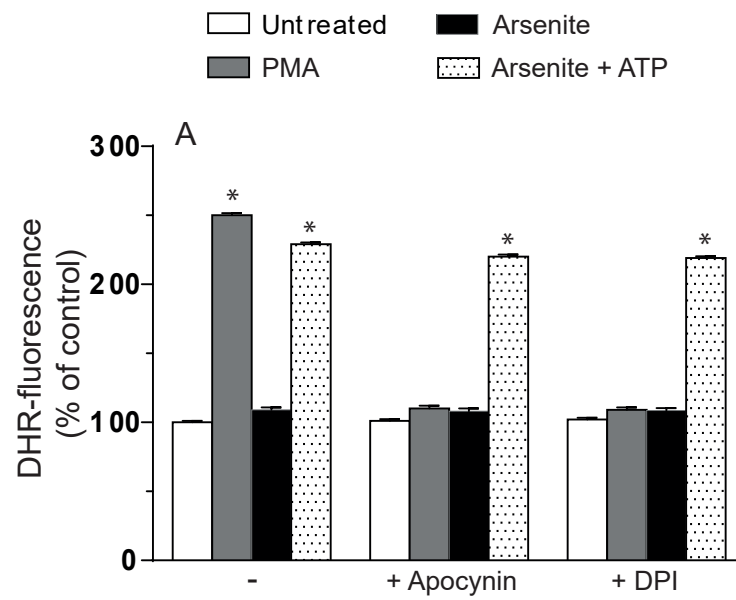 Untreated
Arsenite
PMA
Arsenite + ATP
A
300
200
100
0
DHR-fluorescence
(% of control)
*
*
*
*
-
+ Apocynin
+ DPI